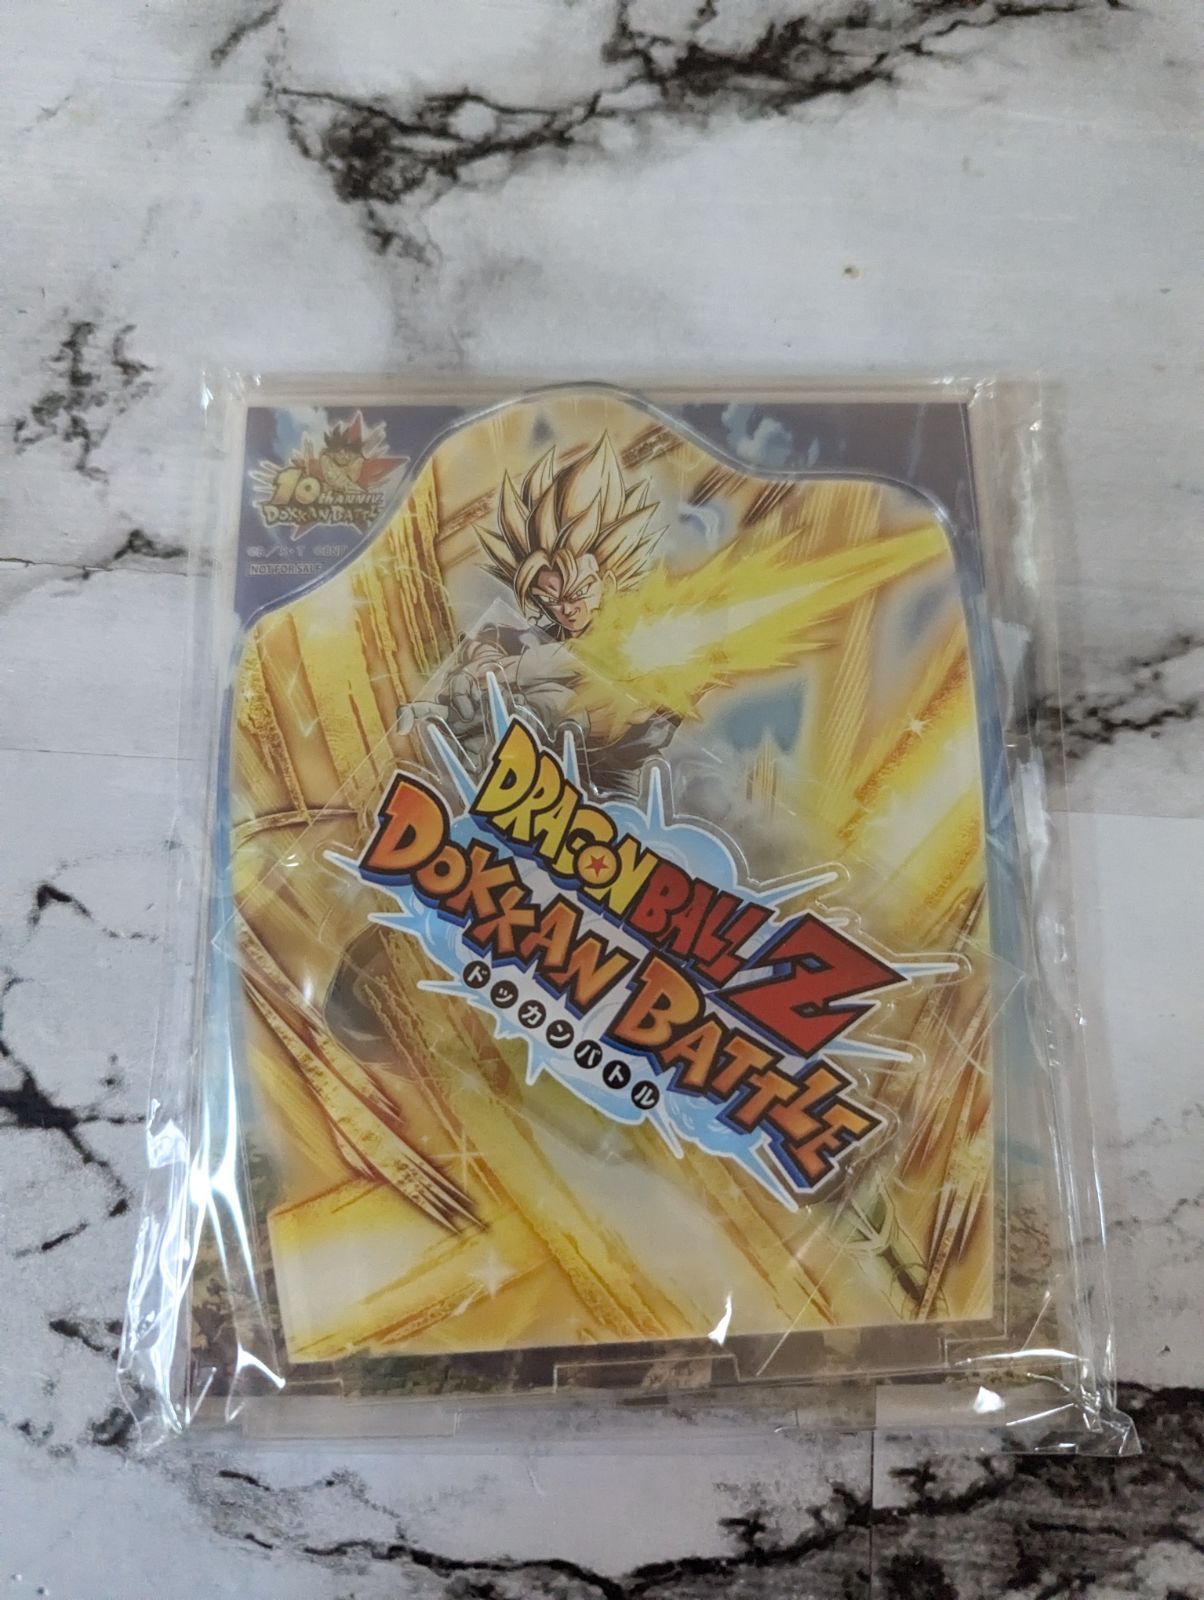 10th ANNIV.
DOKKAN BATTLE
NOT FOR SALE
DRAGON BALL Z
DOKKAN BATTLE
ドッカンバトル